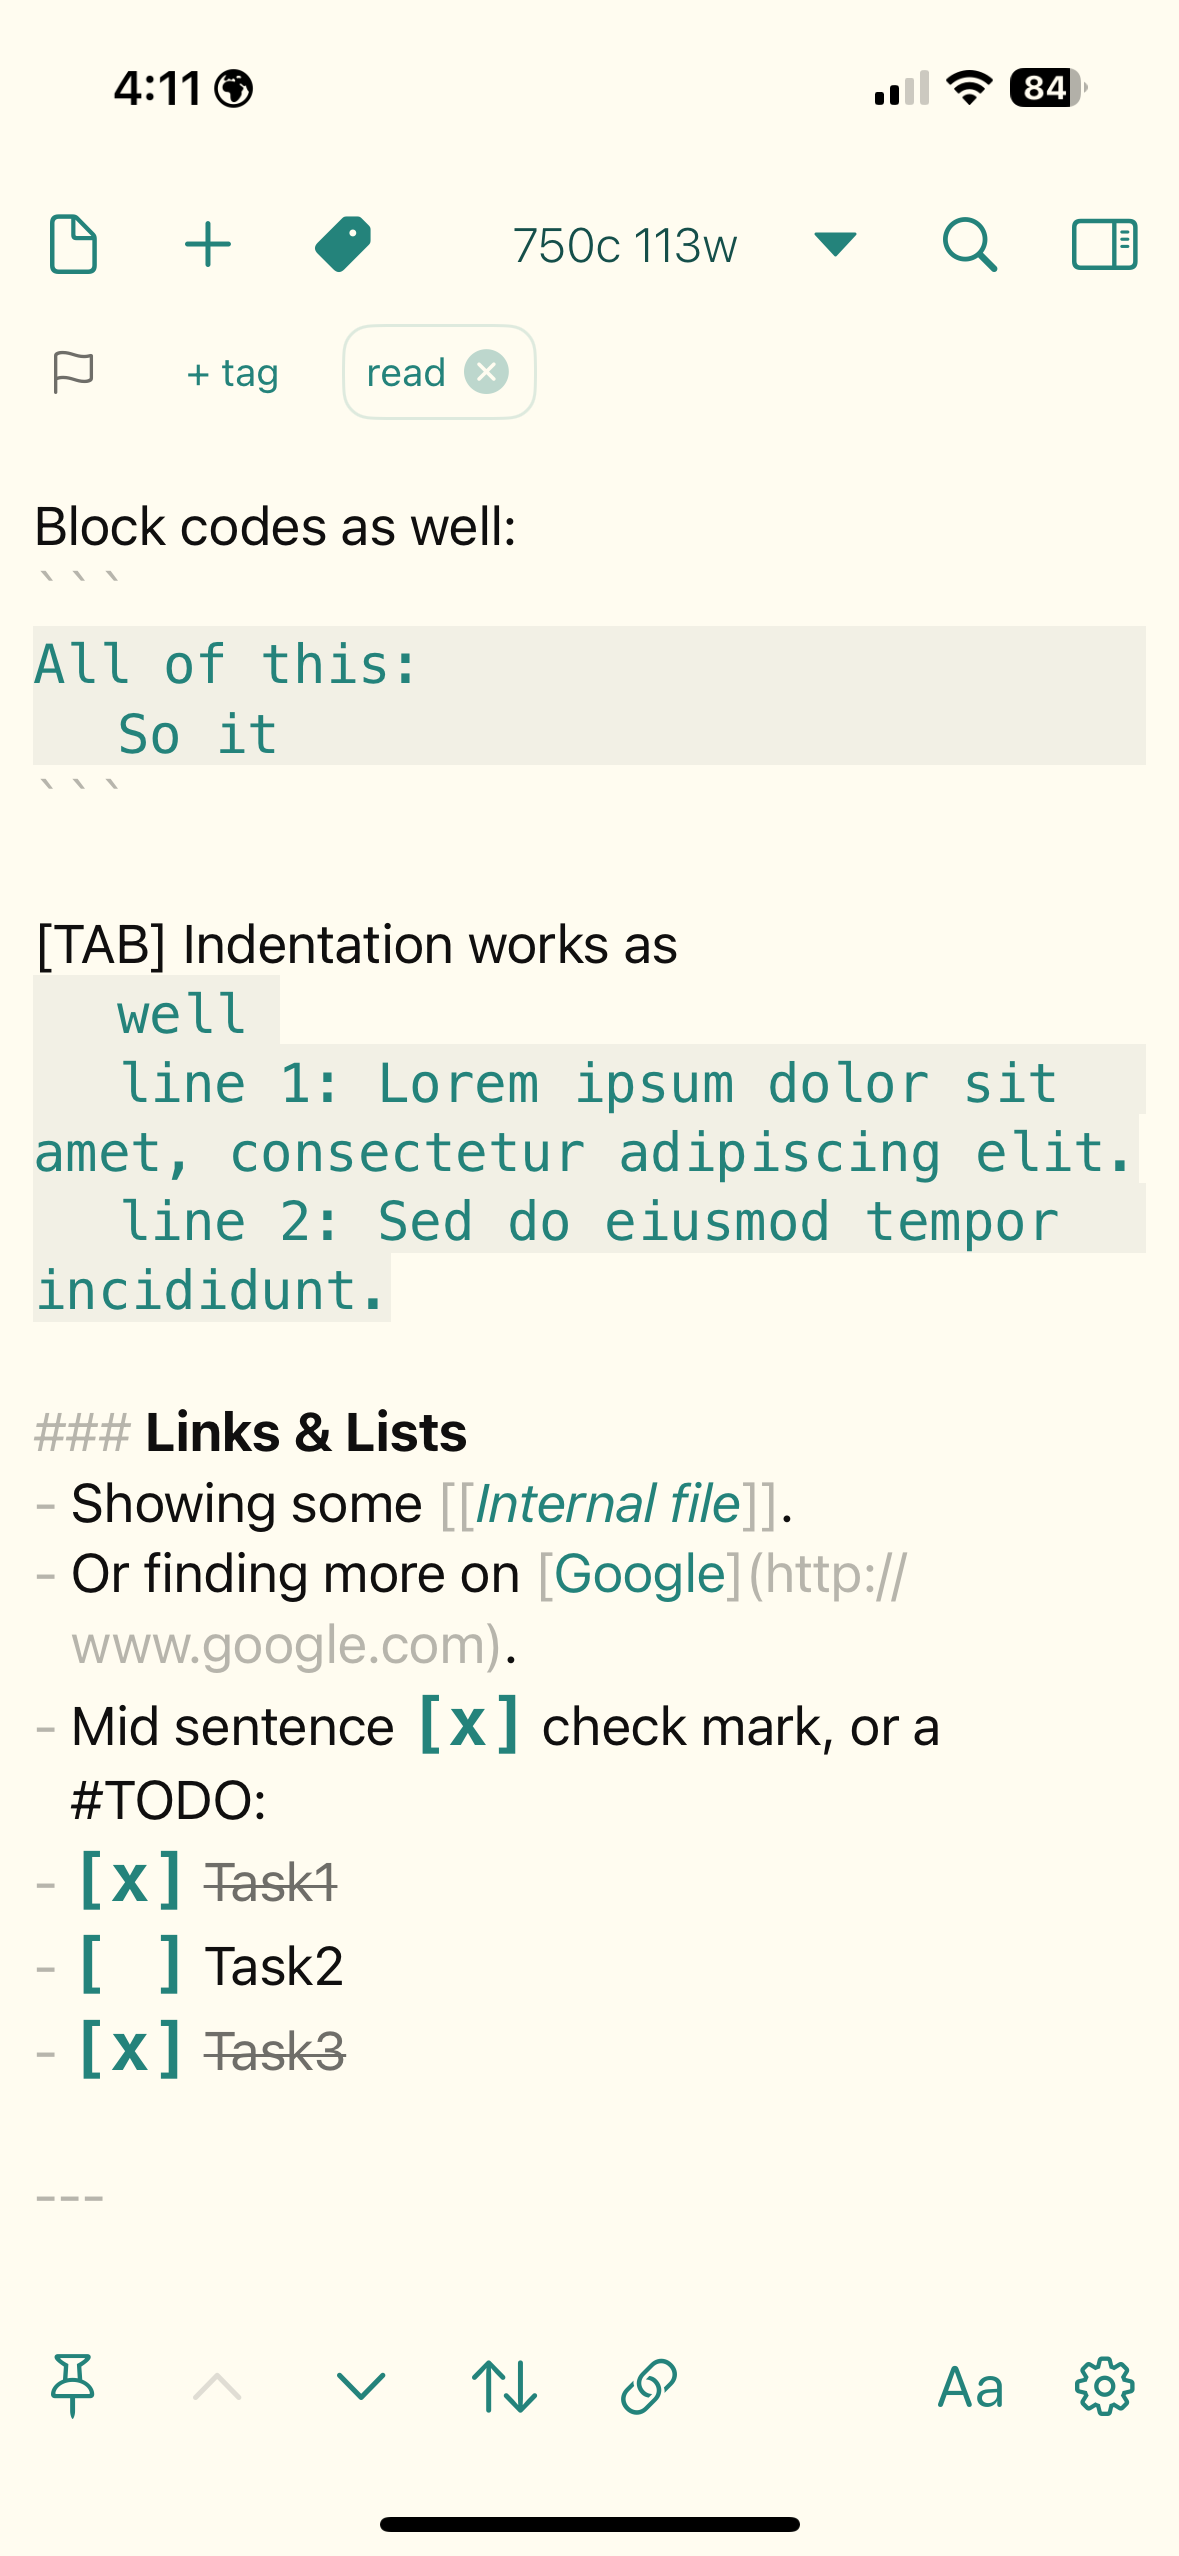 4:11 84
750c 113w
+ tag read
Block codes as well:
```
All of this:
   So it
```
[TAB] Indentation works as
   well
   line 1: Lorem ipsum dolor sit
amet, consectetur adipiscing elit.
   line 2: Sed do eiusmod tempor
incididunt.
### Links & Lists
- Showing some [[Internal file]].
- Or finding more on [Google](http://
www.google.com).
- Mid sentence [x] check mark, or a
#TODO:
- [x] Task1
- [ ] Task2
- [x] Task3
---
Aa